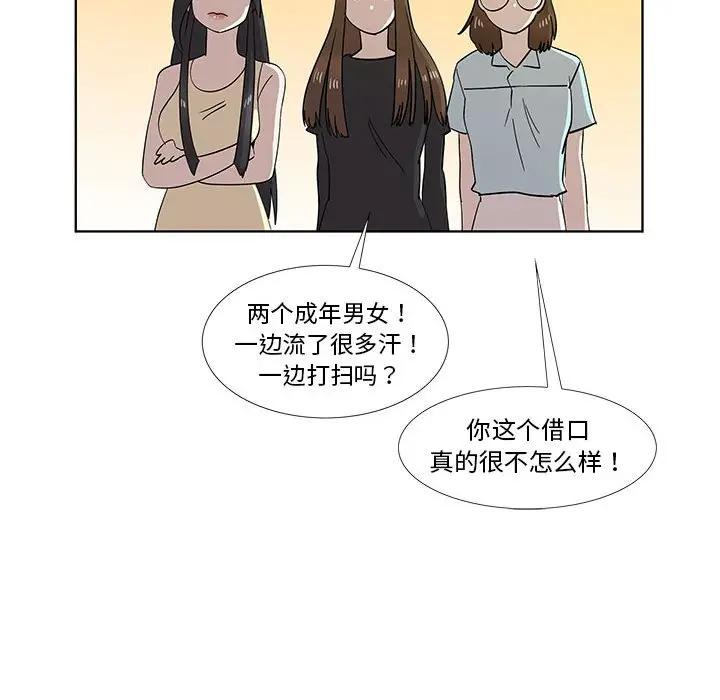 两个成年男女！
一边流了很多汗！
一边打扫吗？
你这个借口
真的很不怎么样！